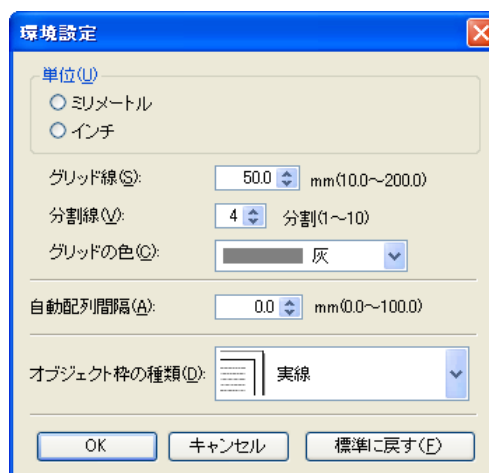 環境設定
単位(U)
ミリメートル
インチ
グリッド線(S): 50.0 mm(10.0～200.0)
分割線(V): 4 分割(1～10)
グリッドの色(C): 灰
自動配列間隔(A): 0.0 mm(0.0～100.0)
オブジェクト枠の種類(D): 実線
OK キャンセル 標準に戻す(F)